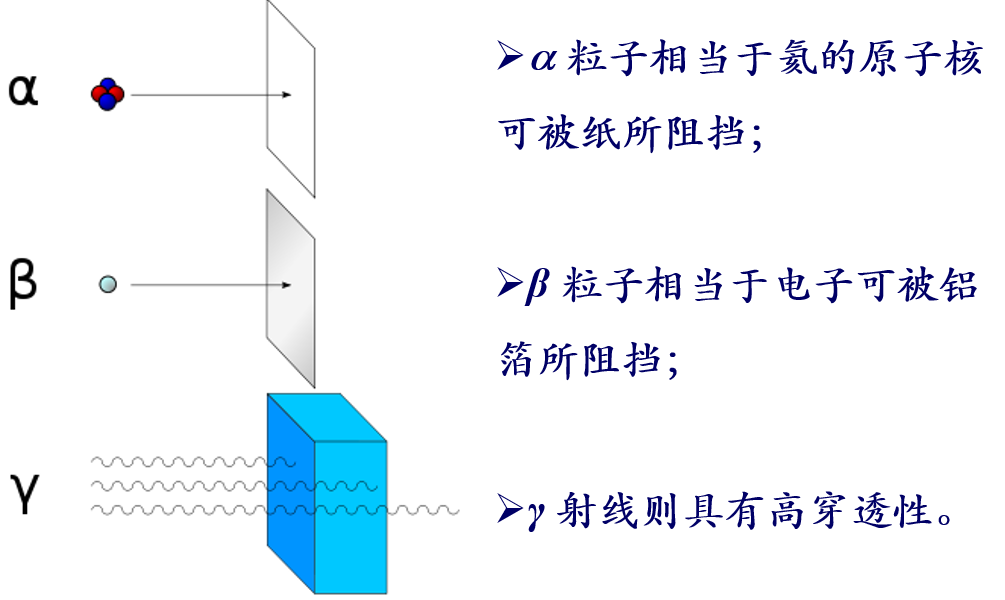 α
➢α 粒子相当于氦的原子核
可被纸所阻挡；
β
➢β 粒子相当于电子可被铝
箔所阻挡；
γ
➢γ 射线则具有高穿透性。